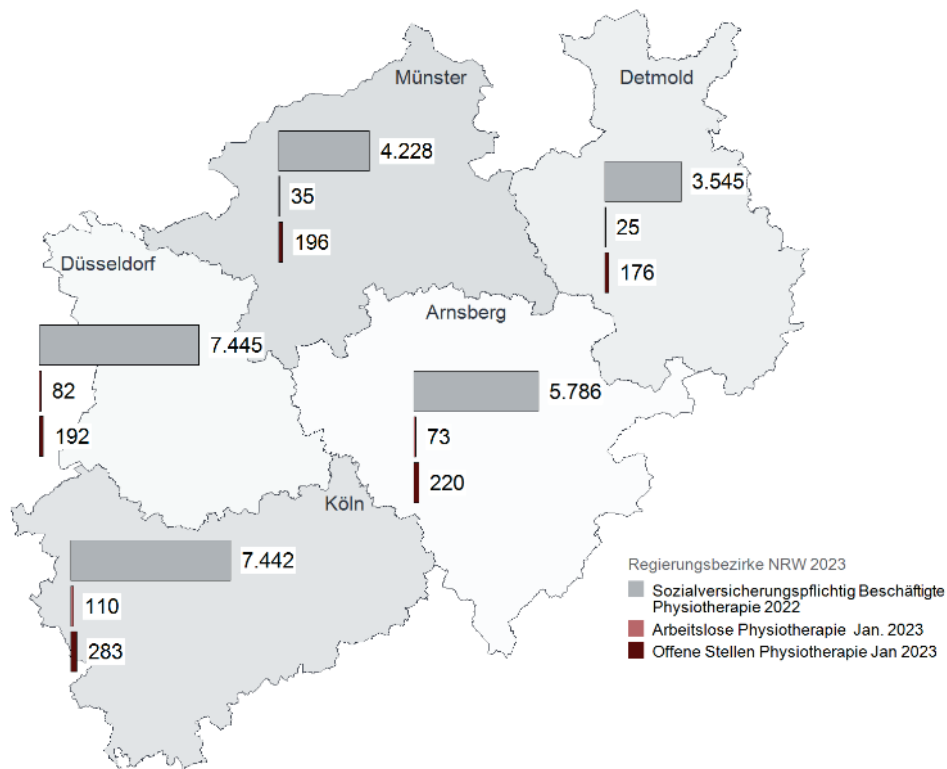 Münster
4.228
35
196
Detmold
3.545
25
176
Düsseldorf
7.445
82
192
Arnsberg
5.786
73
220
Köln
7.442
110
283
Regierungsbezirke NRW 2023
Sozialversicherungspflichtig Beschäftigte
Physiotherapie 2022
Arbeitslose Physiotherapie Jan. 2023
Offene Stellen Physiotherapie Jan 2023